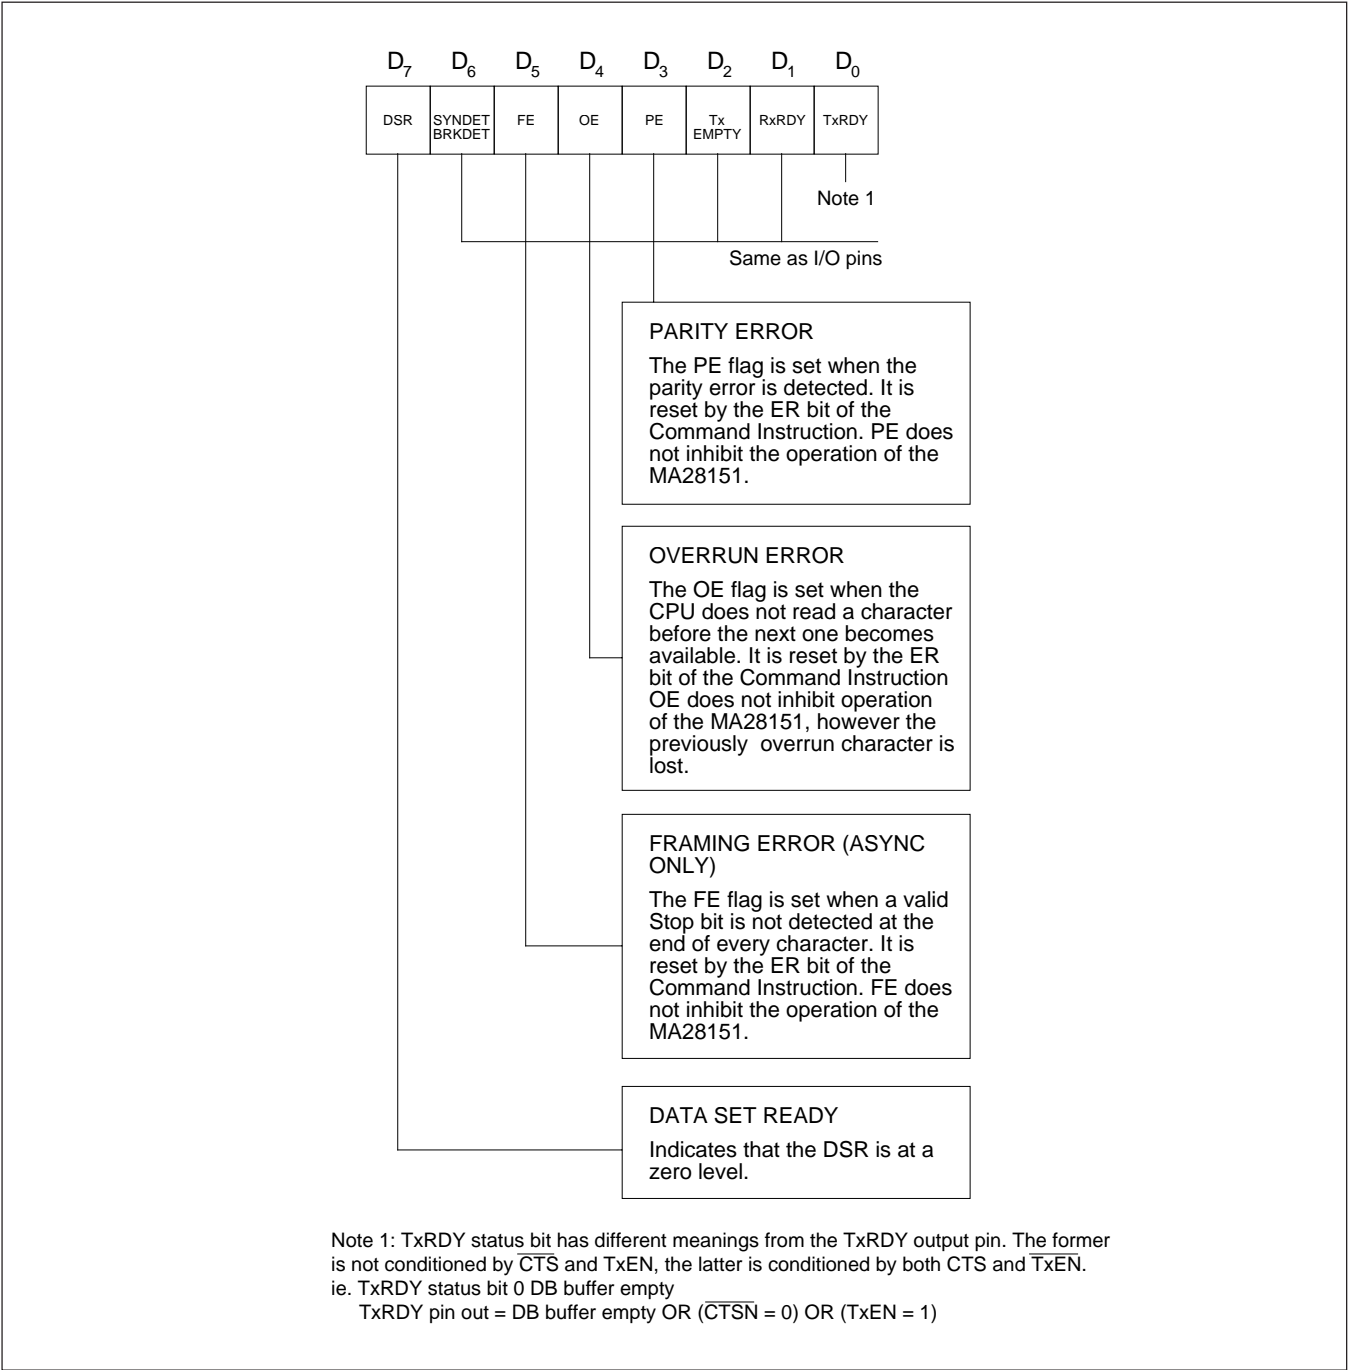 D7 D6 D5 D4 D3 D2 D1 D0
DSR SYNDET BRKDET FE OE PE Tx EMPTY RxRDY TxRDY
Note 1
Same as I/O pins
PARITY ERROR
The PE flag is set when the
parity error is detected. It is
reset by the ER bit of the
Command Instruction. PE does
not inhibit the operation of the
MA28151.
OVERRUN ERROR
The OE flag is set when the
CPU does not read a character
before the next one becomes
available. It is reset by the ER
bit of the Command Instruction
OE does not inhibit operation
of the MA28151, however the
previously overrun character is
lost.
FRAMING ERROR (ASYNC
ONLY)
The FE flag is set when a valid
Stop bit is not detected at the
end of every character. It is
reset by the ER bit of the
Command Instruction. FE does
not inhibit the operation of the
MA28151.
DATA SET READY
Indicates that the DSR is at a
zero level.
Note 1: TxRDY status bit has different meanings from the TxRDY output pin. The former
is not conditioned by C̅T̅S̅ and TxEN, the latter is conditioned by both CTS and T̅x̅E̅N̅.
ie. TxRDY status bit 0 DB buffer empty
TxRDY pin out = DB buffer empty OR (C̅T̅S̅N̅ = 0) OR (TxEN = 1)